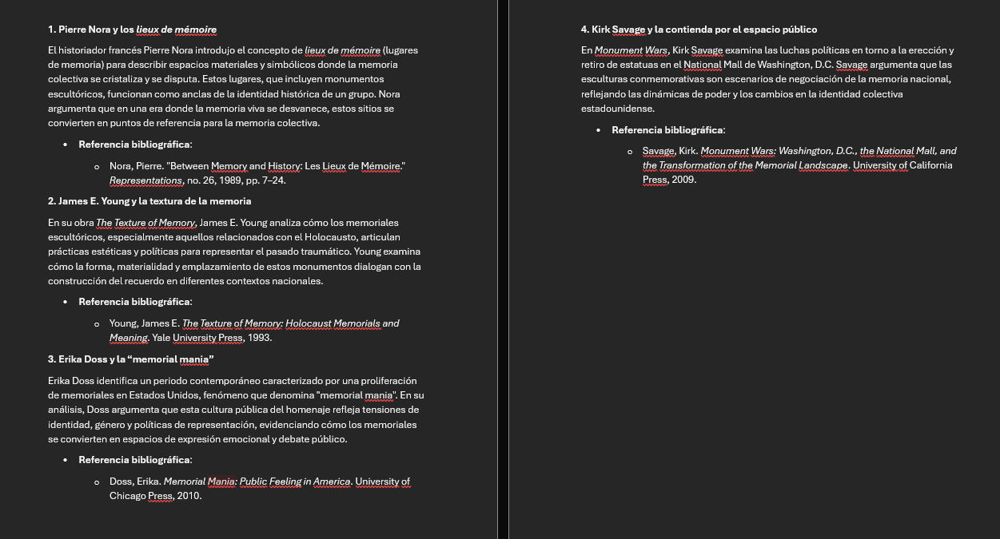 1. Pierre Nora y los lieux de mémoire
El historiador francés Pierre Nora introdujo el concepto de lieux de mémoire (lugares
de memoria) para describir espacios materiales y simbólicos donde la memoria
colectiva se cristaliza y se disputa. Estos lugares, que incluyen monumentos
escultóricos, funcionan como anclas de la identidad histórica de un grupo. Nora
argumenta que en una era donde la memoria viva se desvanece, estos sitios se
convierten en puntos de referencia para la memoria colectiva.
• Referencia bibliográfica:
o Nora, Pierre. "Between Memory and History: Les Lieux de Mémoire."
Representations, no. 26, 1989, pp. 7–24.
2. James E. Young y la textura de la memoria
En su obra The Texture of Memory, James E. Young analiza cómo los memoriales
escultóricos, especialmente aquellos relacionados con el Holocausto, articulan
prácticas estéticas y políticas para representar el pasado traumático. Young examina
cómo la forma, materialidad y emplazamiento de estos monumentos dialogan con la
construcción del recuerdo en diferentes contextos nacionales.
• Referencia bibliográfica:
o Young, James E. The Texture of Memory: Holocaust Memorials and
Meaning. Yale University Press, 1993.
3. Erika Doss y la “memorial mania”
Erika Doss identifica un periodo contemporáneo caracterizado por una proliferación
de memoriales en Estados Unidos, fenómeno que denomina "memorial mania". En su
análisis, Doss argumenta que esta cultura pública del homenaje refleja tensiones de
identidad, género y políticas de representación, evidenciando cómo los memoriales
se convierten en espacios de expresión emocional y debate público.
• Referencia bibliográfica:
o Doss, Erika. Memorial Mania: Public Feeling in America. University of
Chicago Press, 2010.
4. Kirk Savage y la contienda por el espacio público
En Monument Wars, Kirk Savage examina las luchas políticas en torno a la erección y
retiro de estatuas en el National Mall de Washington, D.C. Savage argumenta que las
esculturas conmemorativas son escenarios de negociación de la memoria nacional,
reflejando las dinámicas de poder y los cambios en la identidad colectiva
estadounidense.
• Referencia bibliográfica:
o Savage, Kirk. Monument Wars: Washington, D.C., the National Mall, and
the Transformation of the Memorial Landscape. University of California
Press, 2009.